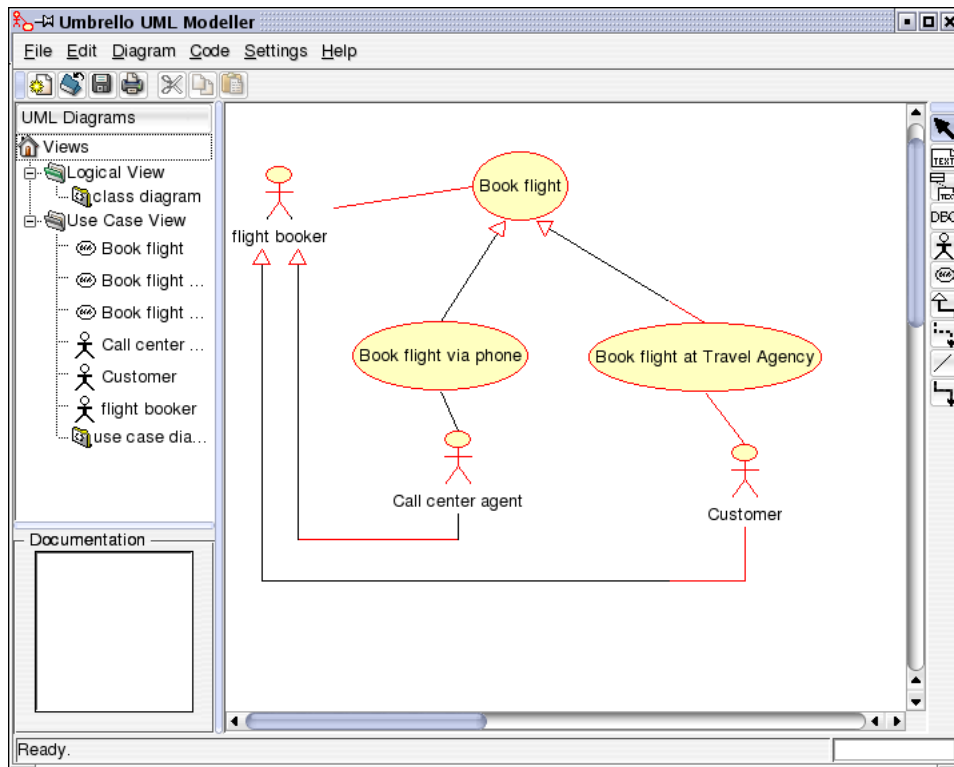 Umbrello UML Modeller
File Edit Diagram Code Settings Help
UML Diagrams
Views
Logical View
class diagram
Use Case View
Book flight
Book flight ...
Book flight ...
Call center ...
Customer
flight booker
use case dia...
Documentation
Book flight
flight booker
Book flight via phone
Book flight at Travel Agency
Call center agent
Customer
TEXT
TEXT
DBC
Ready.